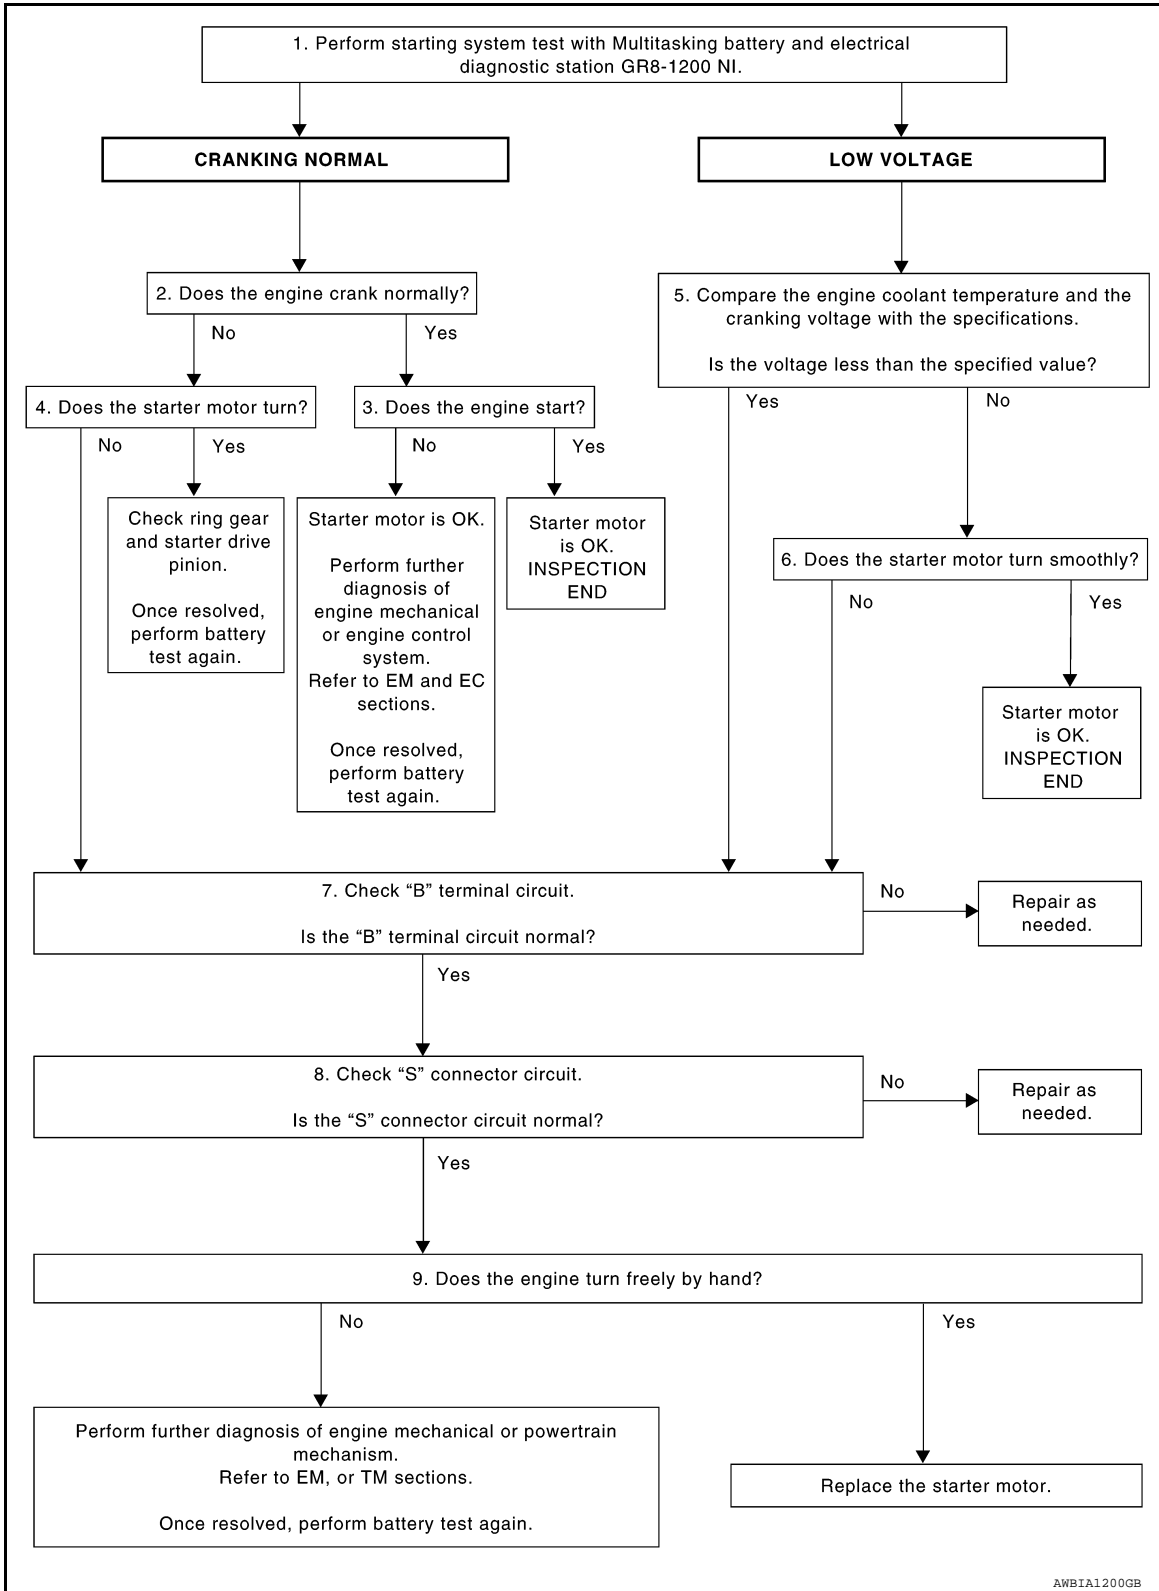 1. Perform starting system test with Multitasking battery and electrical
diagnostic station GR8-1200 NI.
CRANKING NORMAL
LOW VOLTAGE
2. Does the engine crank normally?
No
Yes
5. Compare the engine coolant temperature and the
cranking voltage with the specifications.
Is the voltage less than the specified value?
Yes
No
4. Does the starter motor turn?
No
Yes
3. Does the engine start?
No
Yes
Check ring gear
and starter drive
pinion.
Once resolved,
perform battery
test again.
Starter motor is OK.
Perform further
diagnosis of
engine mechanical
or engine control
system.
Refer to EM and EC
sections.
Once resolved,
perform battery
test again.
Starter motor
is OK.
INSPECTION
END
6. Does the starter motor turn smoothly?
No
Yes
Starter motor
is OK.
INSPECTION
END
7. Check “B” terminal circuit.
Is the “B” terminal circuit normal?
No
Repair as
needed.
Yes
8. Check “S” connector circuit.
Is the “S” connector circuit normal?
No
Repair as
needed.
Yes
9. Does the engine turn freely by hand?
No
Yes
Perform further diagnosis of engine mechanical or powertrain
mechanism.
Refer to EM, or TM sections.
Once resolved, perform battery test again.
Replace the starter motor.
AWBIA1200GB